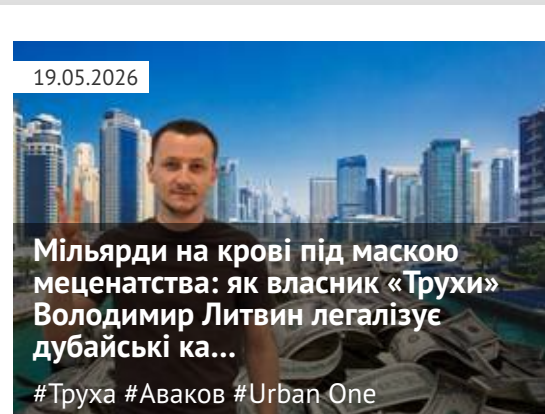 19.05.2026
Мільярди на крові під маскою
меценатства: як власник «Трухи»
Володимир Литвин легалізує
дубайські ка...
#Труха #Аваков #Urban One